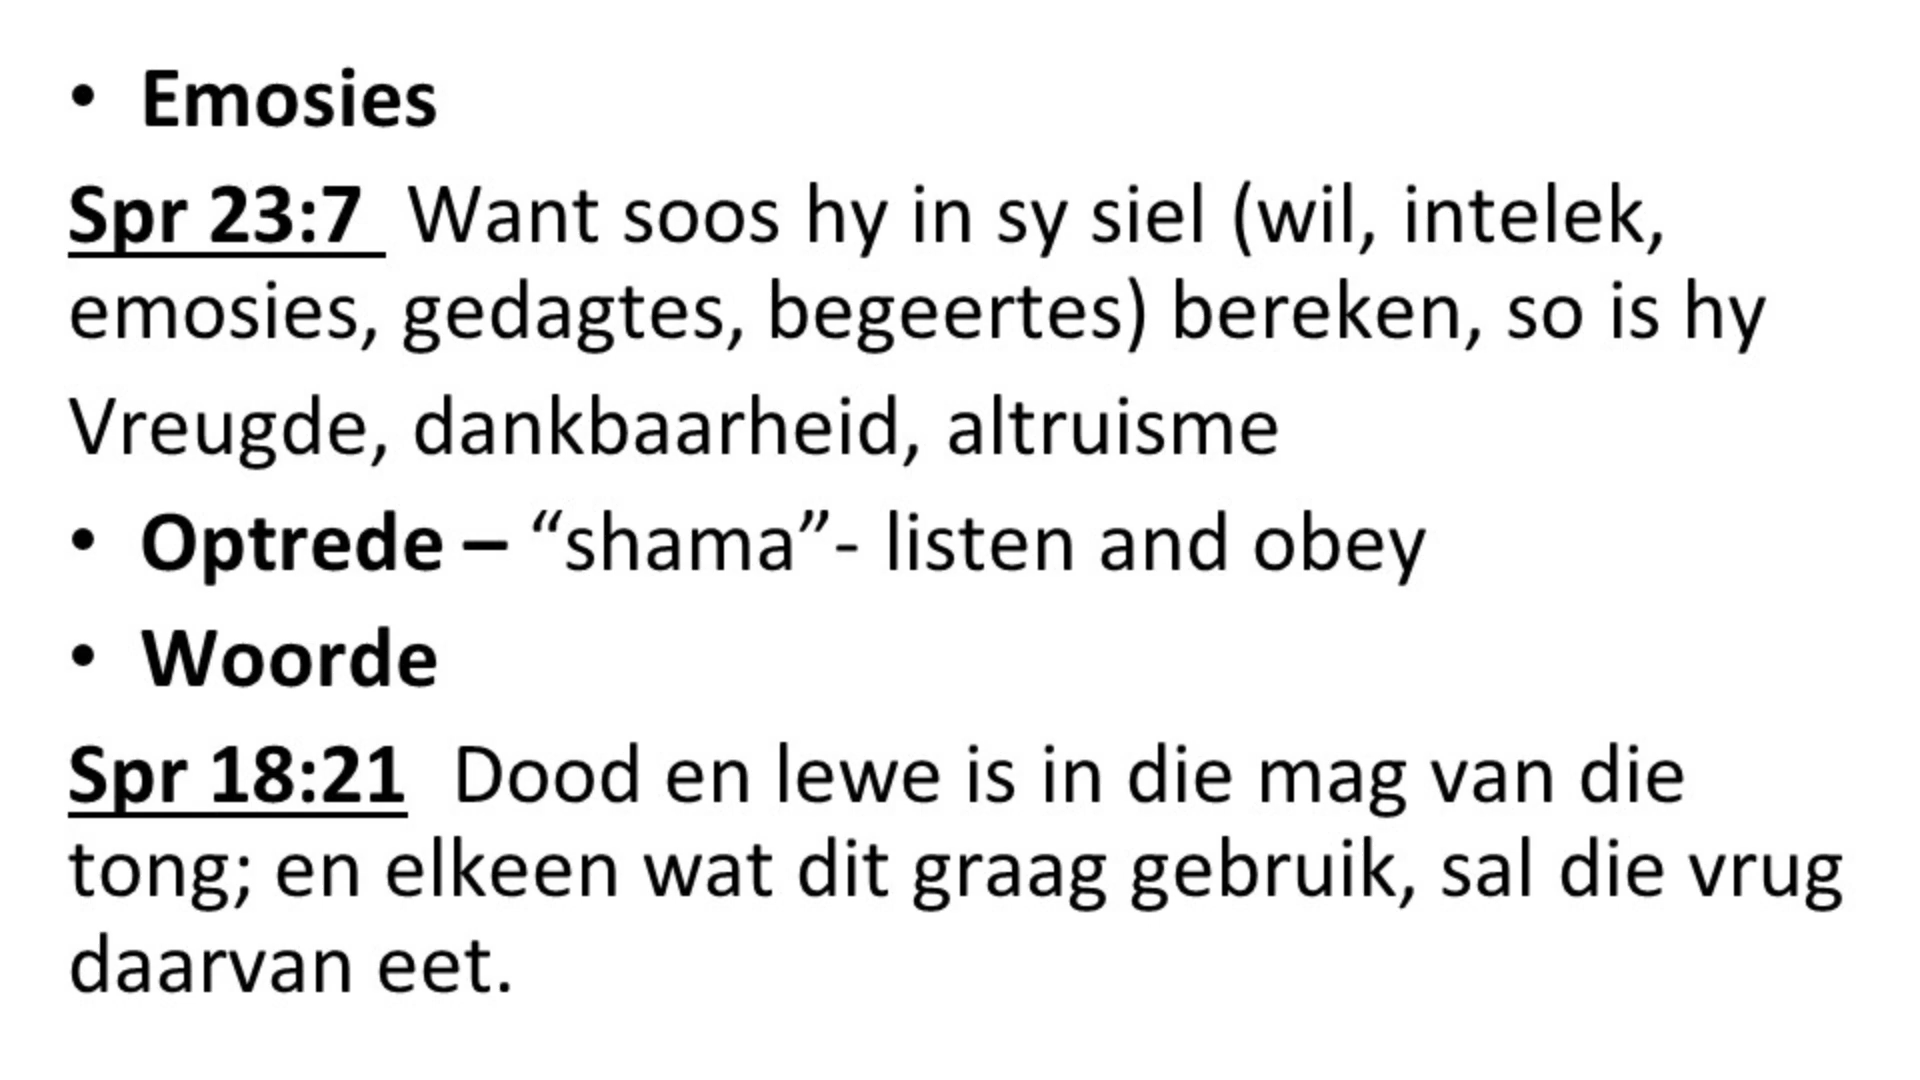 • Emosies
Spr 23:7 Want soos hy in sy siel (wil, intelek,
emosies, gedagtes, begeertes) bereken, so is hy
Vreugde, dankbaarheid, altruisme
• Optrede – “shama”- listen and obey
• Woorde
Spr 18:21 Dood en lewe is in die mag van die
tong; en elkeen wat dit graag gebruik, sal die vrug
daarvan eet.